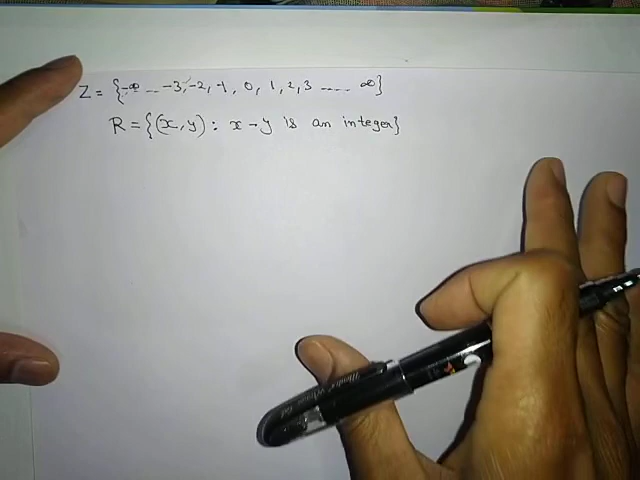 Z = {-∞ ... -3, -2, -1, 0, 1, 2, 3 ..... ∞}
R = {(x, y) : x - y is an integer}